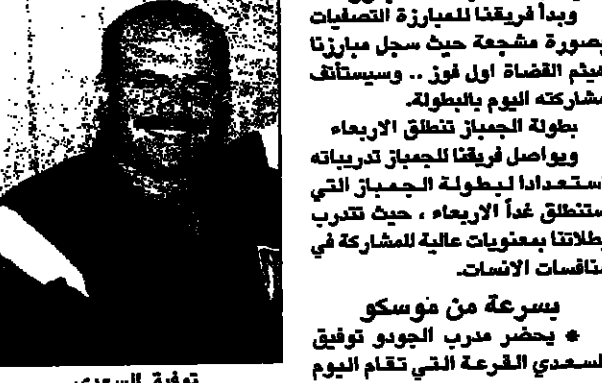 وبدأ فريقنا للمبارزة التصفيات
بصورة مشجعة حيث سجل مبارزنا
هيثم القضاة اول فوز .. وسيستأنف
مشاركته اليوم بالبطولة.
بطولة الجمباز تنطلق الاربعاء
ويواصل فريقنا للجمباز تدريباته
استعدادا لبطولة الجمباز التي
ستنطلق غداً الاربعاء ، حيث تتدرب
بطلاتنا بمعنويات عالية للمشاركة في
منافسات الانسات.
بسرعة من موسكو
* يحضر مدرب الجودو توفيق
السعدي القرعة التي تقام اليوم
توفيق السعدي